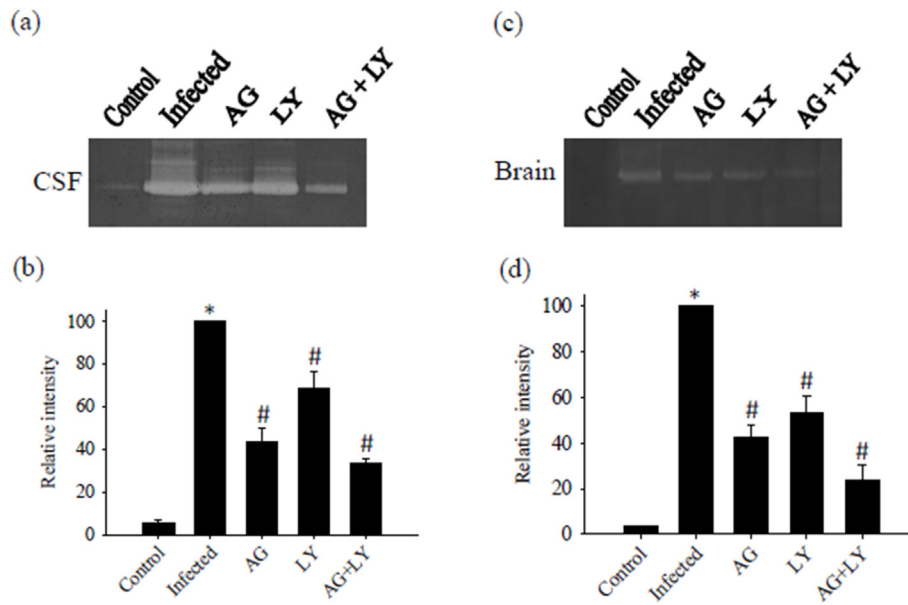 (a)
Control Infected AG LY AG + LY
CSF
(b)
Relative intensity
100
80
60
40
20
0
*
#
#
#
Control Infected AG LY AG+LY
(c)
Control Infected AG LY AG + LY
Brain
(d)
Relative intensity
100
80
60
40
20
0
*
#
#
#
Control Infected AG LY AG+LY